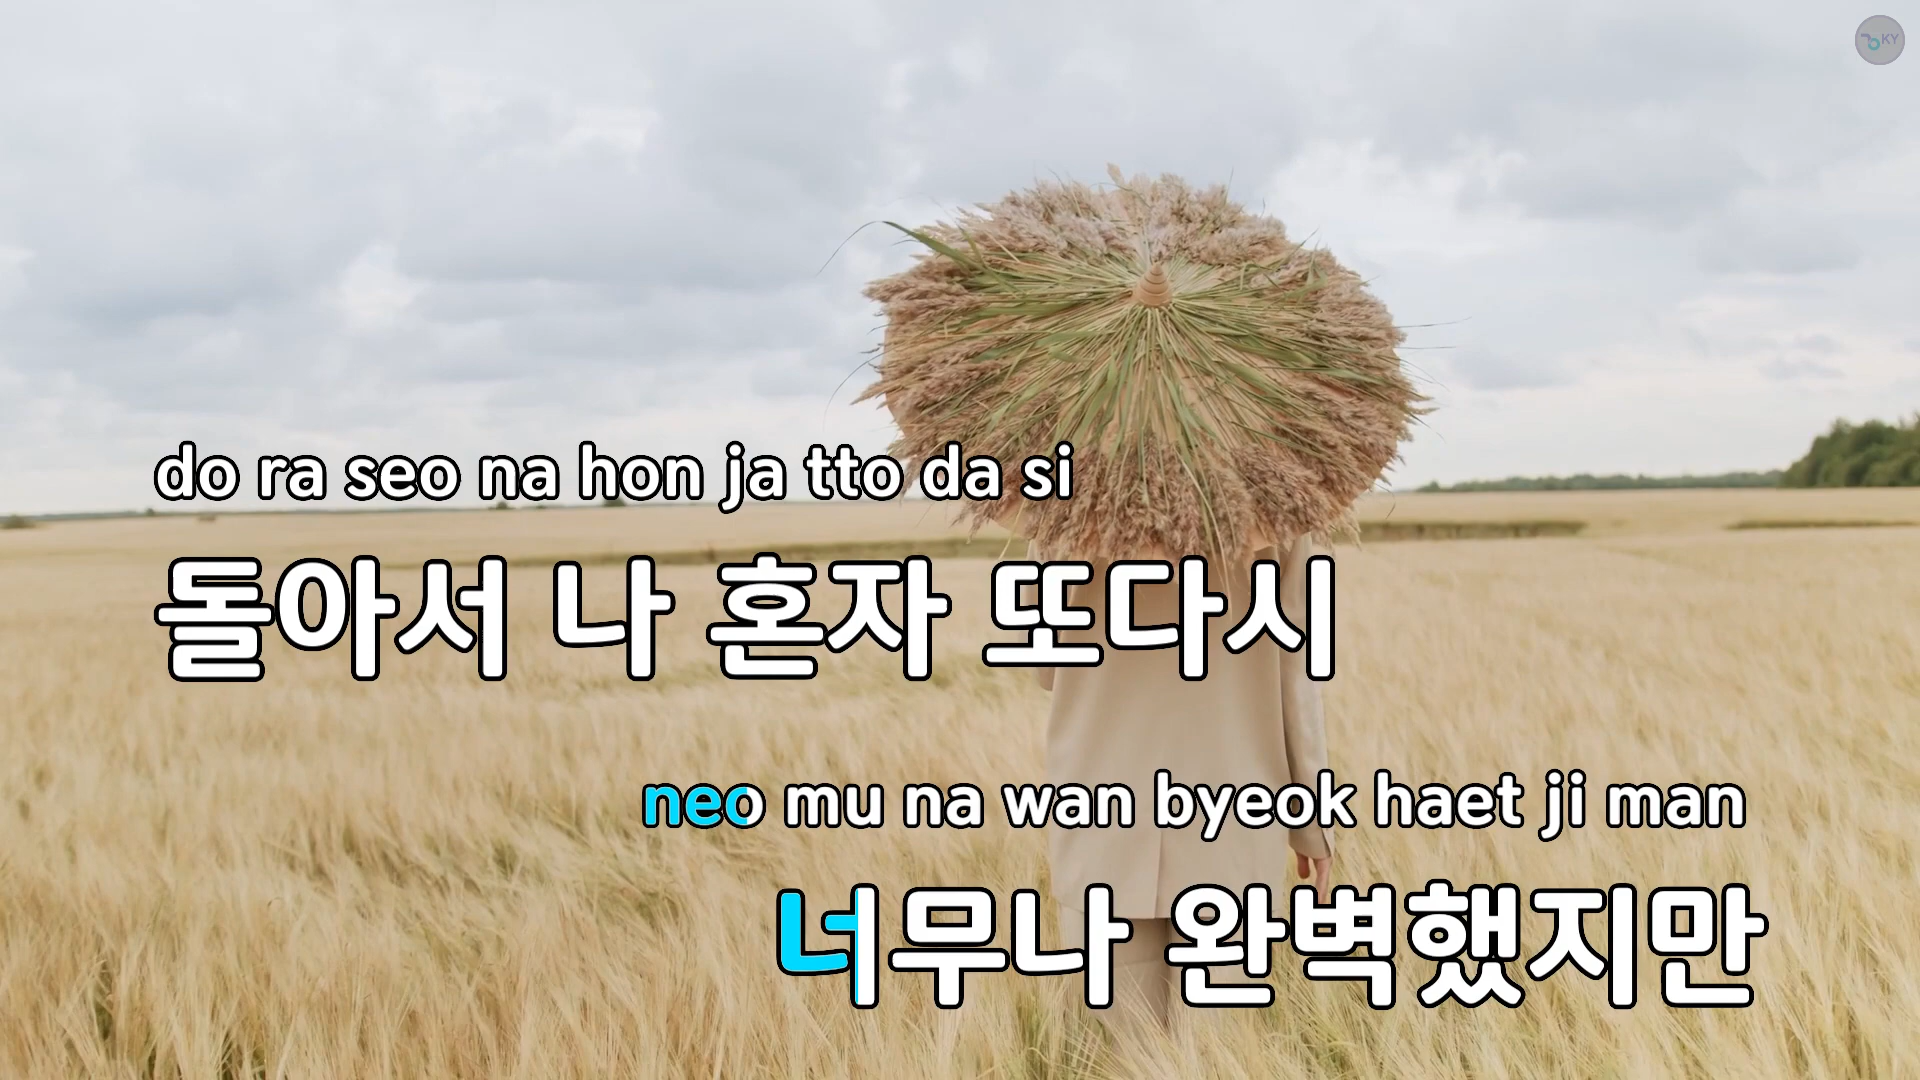 KY
do ra seo na hon ja tto da si
돌아서 나 혼자 또다시
neo mu na wan byeok haet ji man
너무나 완벽했지만